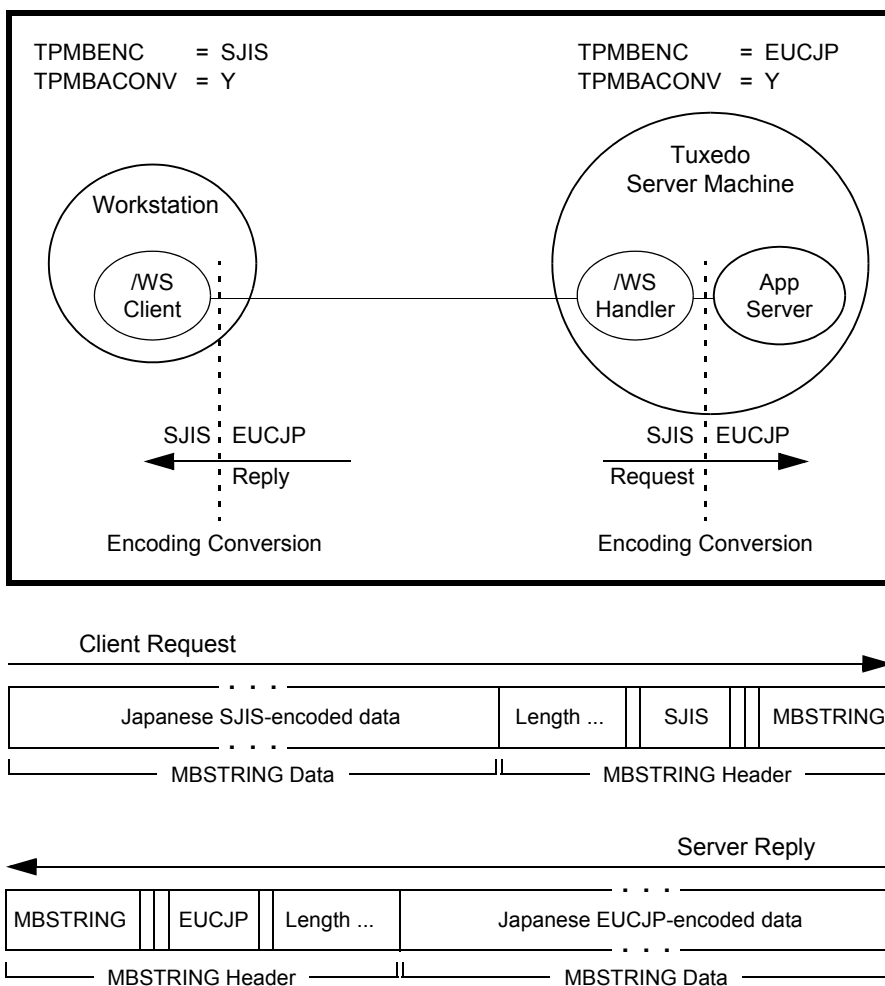 TPMBENC = SJIS
TPMBACONV = Y
TPMBENC = EUCJP
TPMBACONV = Y
Workstation
/WS
Client
Tuxedo
Server Machine
/WS
Handler
App
Server
SJIS EUCJP
Reply
Encoding Conversion
SJIS EUCJP
Request
Encoding Conversion
Client Request
. . .
Japanese SJIS-encoded data Length ... SJIS MBSTRING
. . .
MBSTRING Data MBSTRING Header
Server Reply
. . .
MBSTRING EUCJP Length ... Japanese EUCJP-encoded data
. . .
MBSTRING Header MBSTRING Data